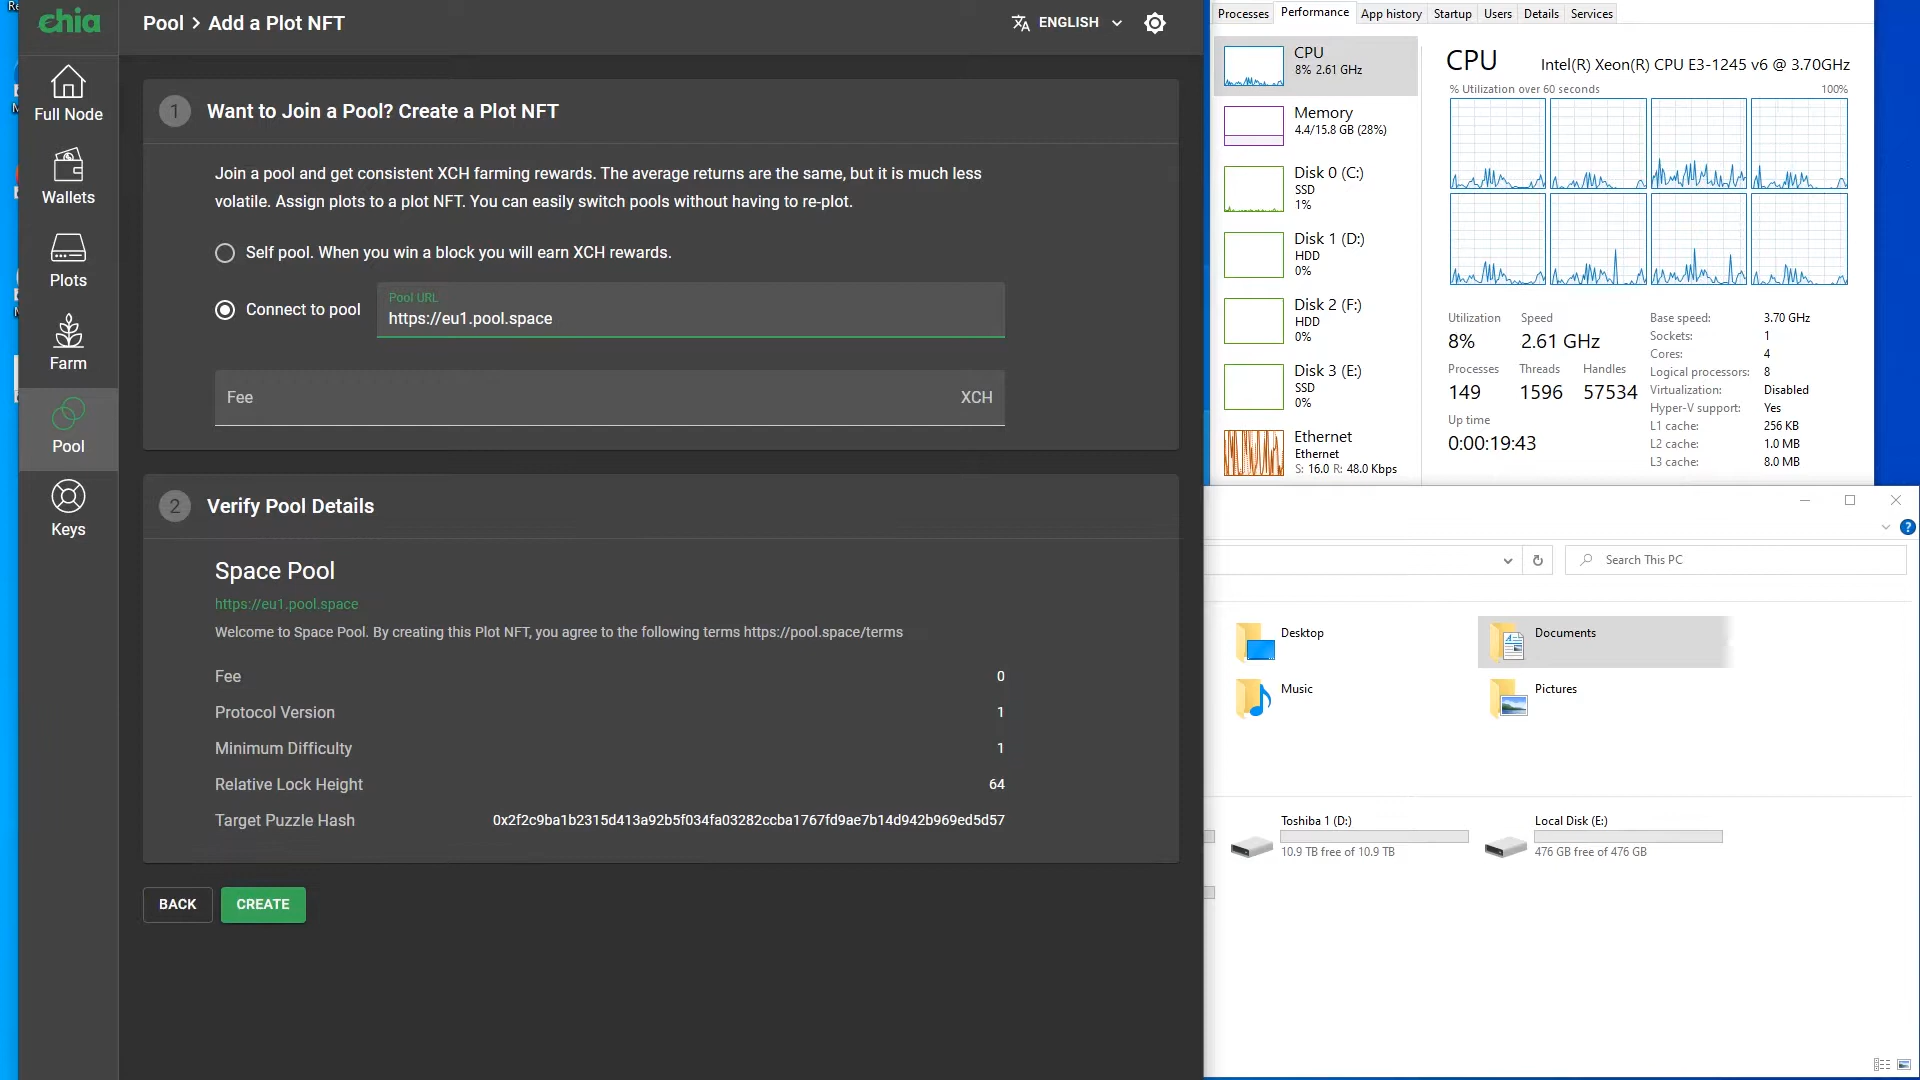 chia
Pool > Add a Plot NFT
ENGLISH
Full Node
Wallets
Plots
Farm
Pool
Keys
1
Want to Join a Pool? Create a Plot NFT
Join a pool and get consistent XCH farming rewards. The average returns are the same, but it is much less
volatile. Assign plots to a plot NFT. You can easily switch pools without having to re-plot.
Self pool. When you win a block you will earn XCH rewards.
Connect to pool
Pool URL
https://eu1.pool.space
Fee XCH
2
Verify Pool Details
Space Pool
https://eu1.pool.space
Welcome to Space Pool. By creating this Plot NFT, you agree to the following terms https://pool.space/terms
Fee 0
Protocol Version 1
Minimum Difficulty 1
Relative Lock Height 64
Target Puzzle Hash 0x2f2c9ba1b2315d413a92b5f034fa03282ccba1767fd9ae7b14d942b969ed5d57
BACK CREATE
Processes Performance App history Startup Users Details Services
CPU
8% 2.61 GHz
Memory
4.4/15.8 GB (28%)
Disk 0 (C:)
SSD
1%
Disk 1 (D:)
HDD
0%
Disk 2 (F:)
HDD
0%
Disk 3 (E:)
SSD
0%
Ethernet
Ethernet
S: 16.0 R: 48.0 Kbps
CPU Intel(R) Xeon(R) CPU E3-1245 v6 @ 3.70GHz
% Utilization over 60 seconds 100%
Utilization Speed
8% 2.61 GHz
Processes Threads Handles
149 1596 57534
Up time
0:00:19:43
Base speed: 3.70 GHz
Sockets: 1
Cores: 4
Logical processors: 8
Virtualization: Disabled
Hyper-V support: Yes
L1 cache: 256 KB
L2 cache: 1.0 MB
L3 cache: 8.0 MB
Search This PC
Desktop
Documents
Music
Pictures
Toshiba 1 (D:)
10.9 TB free of 10.9 TB
Local Disk (E:)
476 GB free of 476 GB